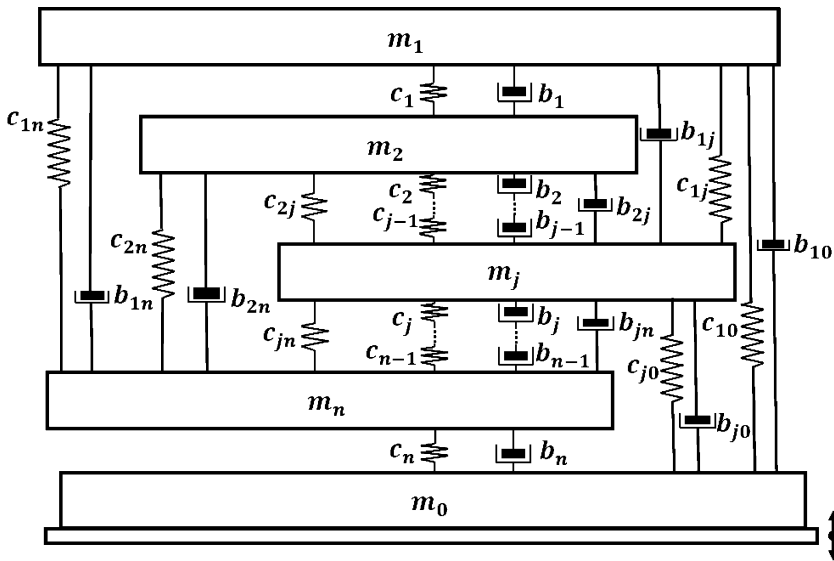 m₁
c₁ b₁
c₁ₙ b₁ⱼ
m₂
c₂ⱼ c₂ b₂ b₂ⱼ c₁ⱼ
c₂ₙ cⱼ₋₁ bⱼ₋₁ b₁₀
mⱼ
b₁ₙ b₂ₙ
cⱼₙ cⱼ bⱼ bⱼₙ c₁₀
cₙ₋₁ bₙ₋₁ cⱼ₀
mₙ
bⱼ₀
cₙ bₙ
m₀